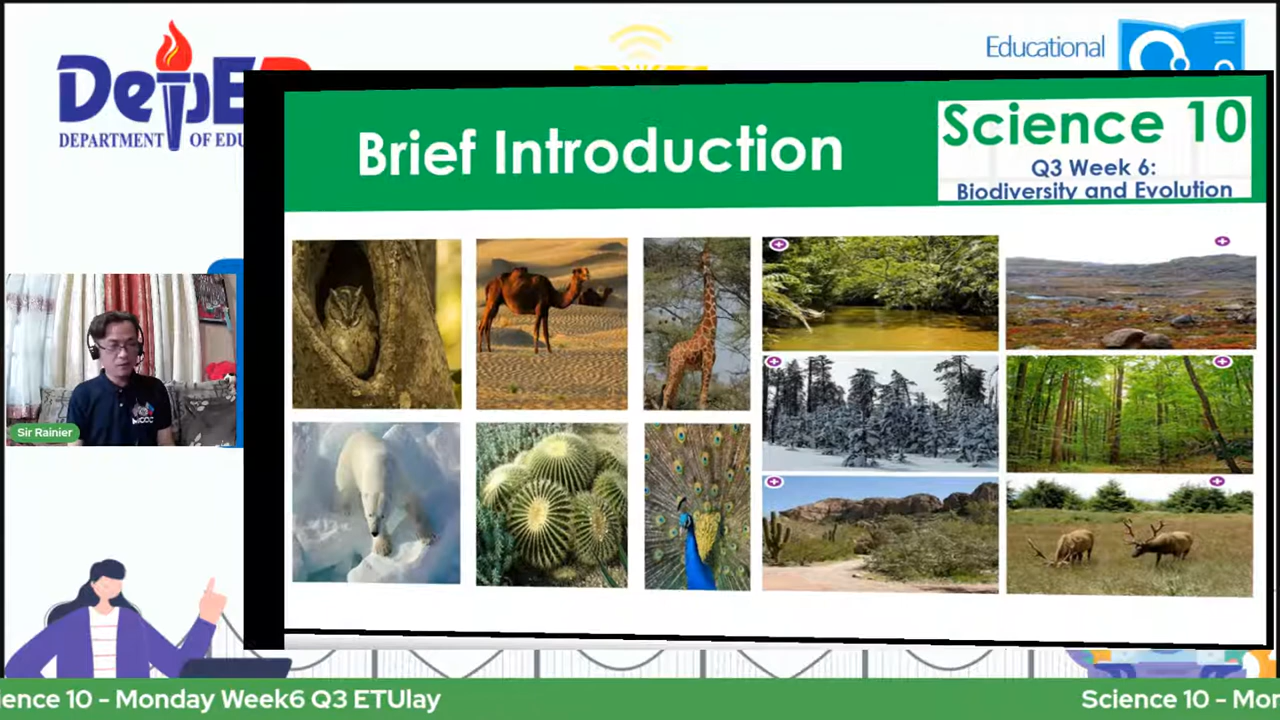 DepED
DEPARTMENT OF EDU
Educational
Brief Introduction
Science 10
Q3 Week 6:
Biodiversity and Evolution
Sir Rainier
ience 10 - Monday Week6 Q3 ETUlay
Science 10 - Mon